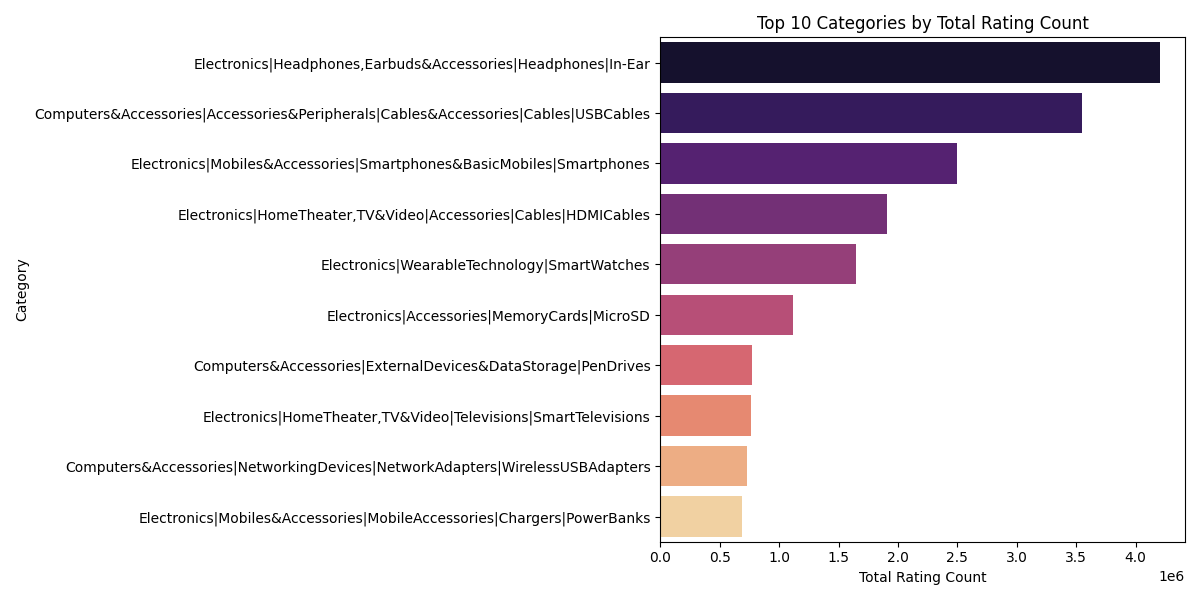 Top 10 Categories by Total Rating Count
Electronics|Headphones,Earbuds&Accessories|Headphones|In-Ear
Computers&Accessories|Accessories&Peripherals|Cables&Accessories|Cables|USBCables
Electronics|Mobiles&Accessories|Smartphones&BasicMobiles|Smartphones
Electronics|HomeTheater,TV&Video|Accessories|Cables|HDMICables
Electronics|WearableTechnology|SmartWatches
Electronics|Accessories|MemoryCards|MicroSD
Computers&Accessories|ExternalDevices&DataStorage|PenDrives
Electronics|HomeTheater,TV&Video|Televisions|SmartTelevisions
Computers&Accessories|NetworkingDevices|NetworkAdapters|WirelessUSBAdapters
Electronics|Mobiles&Accessories|MobileAccessories|Chargers|PowerBanks
Category
0.0 0.5 1.0 1.5 2.0 2.5 3.0 3.5 4.0
1e6
Total Rating Count